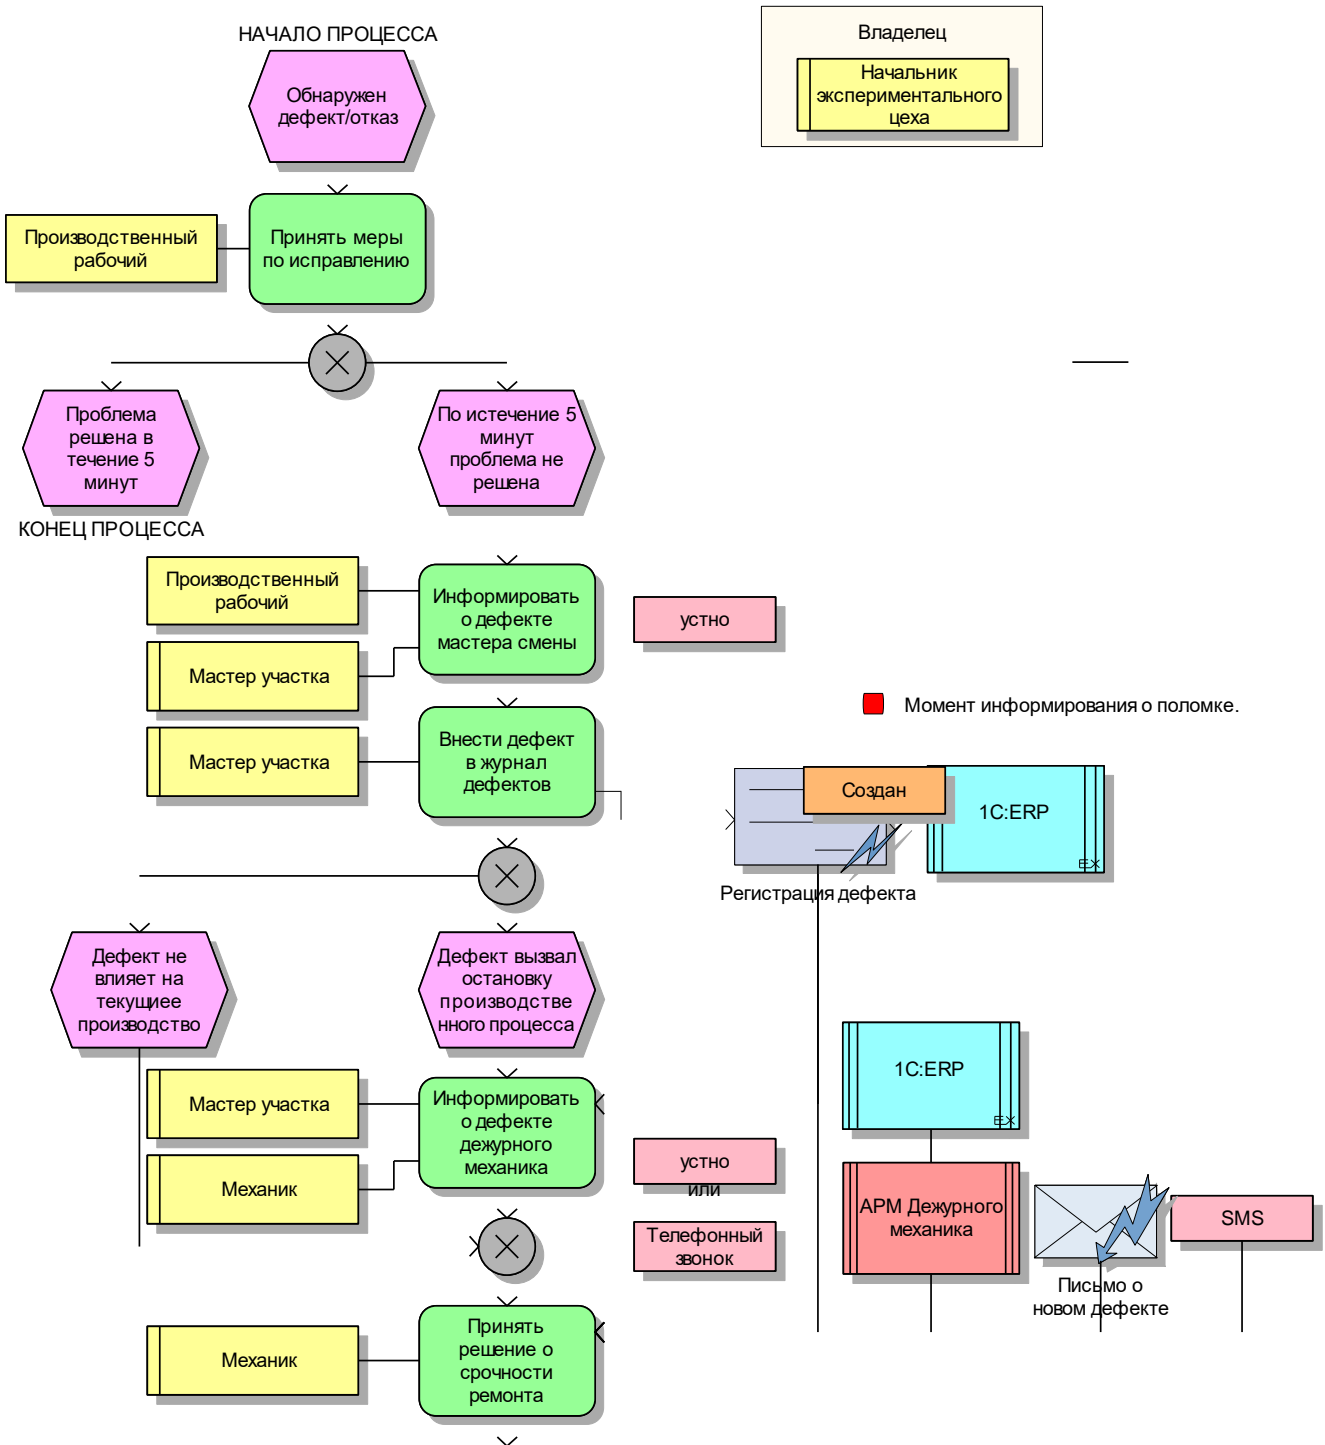 НАЧАЛО ПРОЦЕССА
Владелец
Начальник
экспериментального
цеха
Обнаружен
дефект/отказ
Производственный
рабочий
Принять меры
по исправлению
Проблема
решена в
течение 5
минут
По истечение 5
минут
проблема не
решена
КОНЕЦ ПРОЦЕССА
Производственный
рабочий
Информировать
о дефекте
мастера смены
устно
Мастер участка
Момент информирования о поломке.
Мастер участка
Внести дефект
в журнал
дефектов
Создан
1С:ERP
EX
Регистрация дефекта
Дефект не
влияет на
текущиее
производство
Дефект вызвал
остановку
производстве
нного процесса
1С:ERP
EX
Мастер участка
Информировать
о дефекте
дежурного
механика
устно
или
Механик
АРМ Дежурного
механика
SMS
Телефонный
звонок
Письмо о
новом дефекте
Механик
Принять
решение о
срочности
ремонта